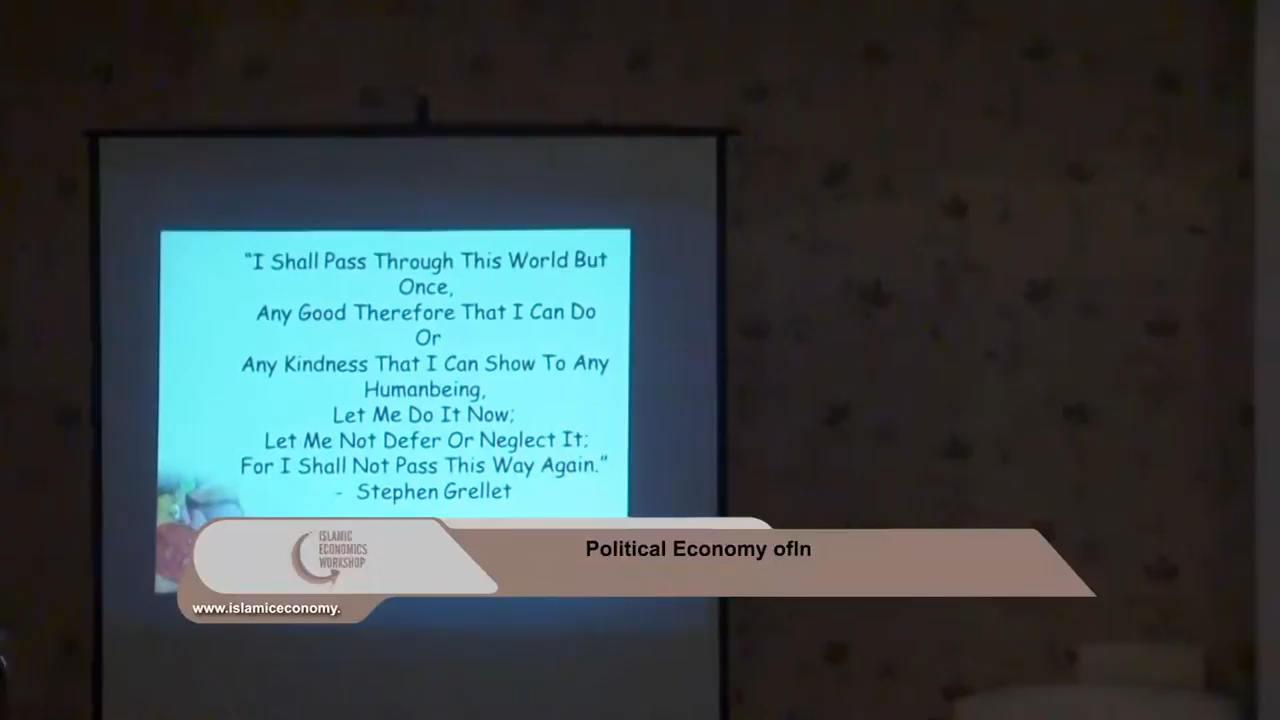 “I Shall Pass Through This World But
Once,
Any Good Therefore That I Can Do
Or
Any Kindness That I Can Show To Any
Humanbeing,
Let Me Do It Now;
Let Me Not Defer Or Neglect It;
For I Shall Not Pass This Way Again.”
- Stephen Grellet
ISLAMIC
ECONOMICS
WORKSHOP
Political Economy ofIn
www.islamiceconomy.